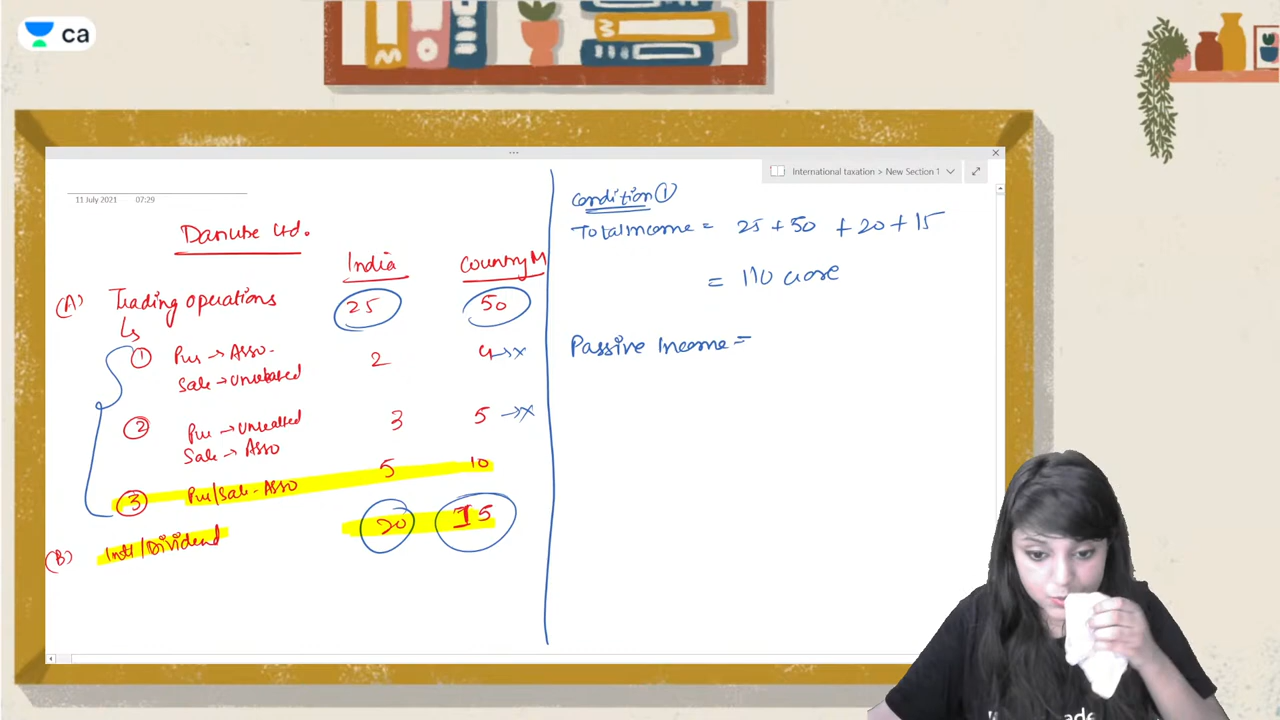 ca
International taxation > New Section 1
11 July 2021 07:29
Danube Ltd.
India Country M
(A) Trading operations 25 50
① Pur → Asso. 2 4 → x
Sale → Unrelated
② Pur → Unrelated 3 5 → x
Sale → Asso
③ Pur/Sale - Asso 5 10
(B) Intt/Dividend 20 15
Condition ①
Total Income = 25 + 50 + 20 + 15
= 110 crore
Passive Income =